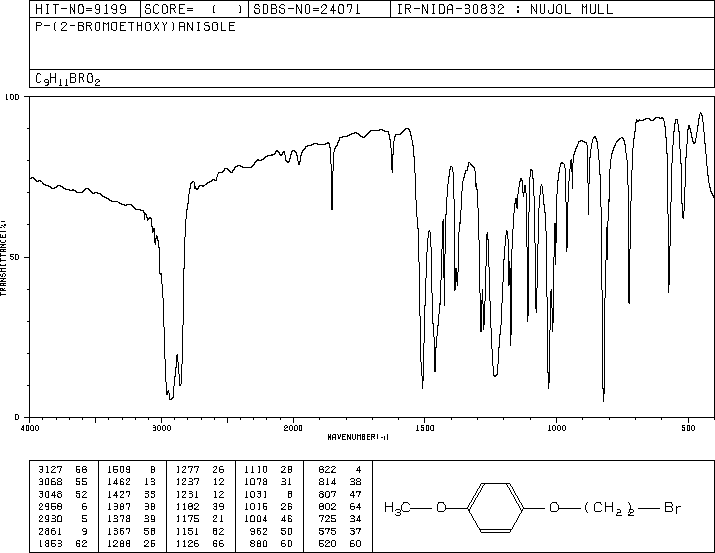 HIT-NO=9199 SCORE= ( ) SDBS-NO=24071 IR-NIDA-30832 : NUJOL MULL
P-(2-BROMOETHOXY)ANISOLE
C9H11BRO2
100
50
0
TRANSMITTANCE(%)
4000 3000 2000 1500 1000 500
WAVENUMBER(-1)
3127 66 1509 8 1277 26 1110 28 822 4
3068 55 1462 13 1237 12 1078 31 814 38
3048 52 1427 35 1231 12 1031 8 807 47
2958 6 1387 38 1182 39 1016 26 802 64
2930 5 1378 39 1175 21 1004 46 725 34
2861 9 1367 58 1151 62 962 50 575 37
1853 62 1288 26 1126 66 880 60 520 60
H3C O O (CH2)2 Br